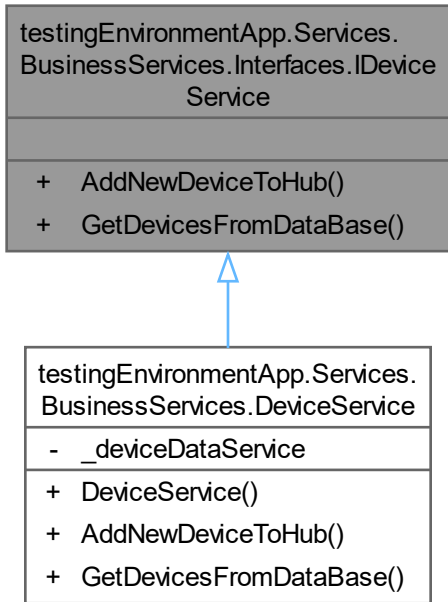 testingEnvironmentApp.Services.
BusinessServices.Interfaces.IDevice
Service
+ AddNewDeviceToHub()
+ GetDevicesFromDataBase()
testingEnvironmentApp.Services.
BusinessServices.DeviceService
- _deviceDataService
+ DeviceService()
+ AddNewDeviceToHub()
+ GetDevicesFromDataBase()